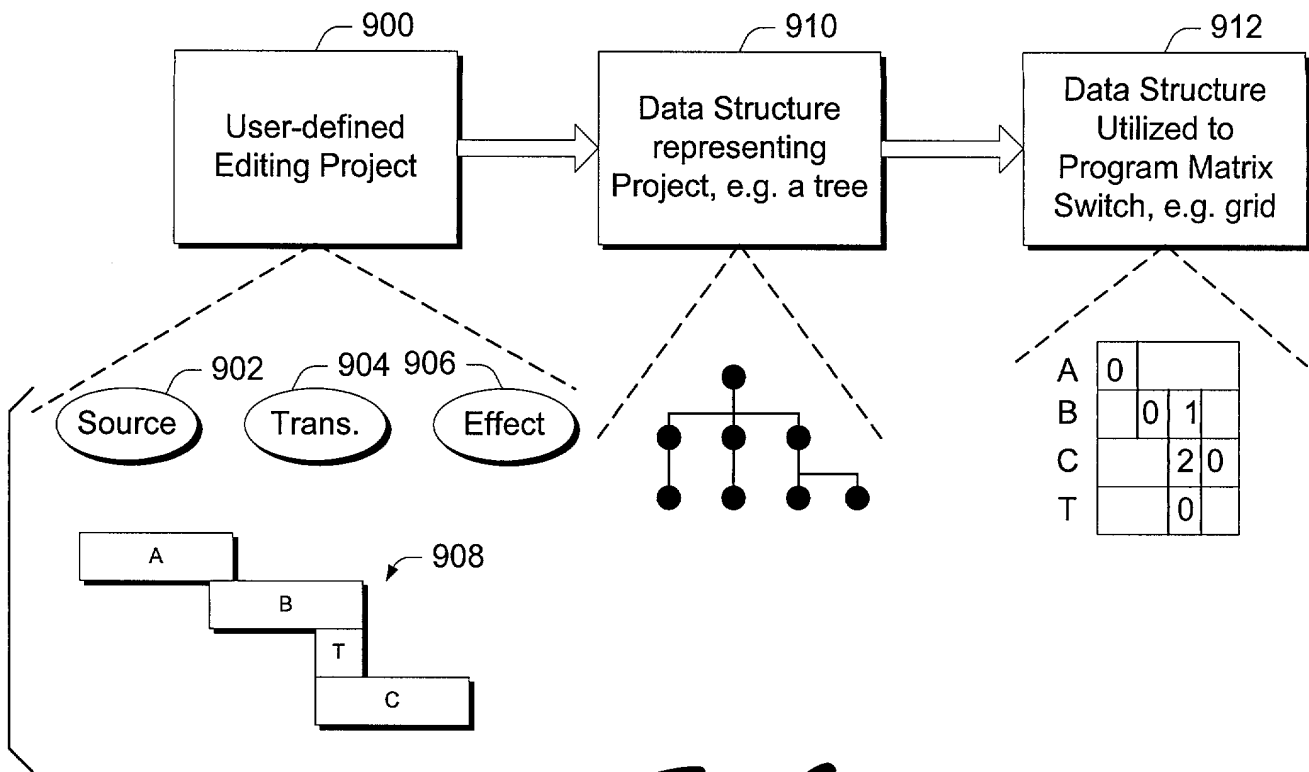 900
910
912
User-defined
Editing Project
Data Structure
representing
Project, e.g. a tree
Data Structure
Utilized to
Program Matrix
Switch, e.g. grid
902
904
906
Source
Trans.
Effect
A
B
T
C
908
A 0
B 0 1
C 2 0
T 0